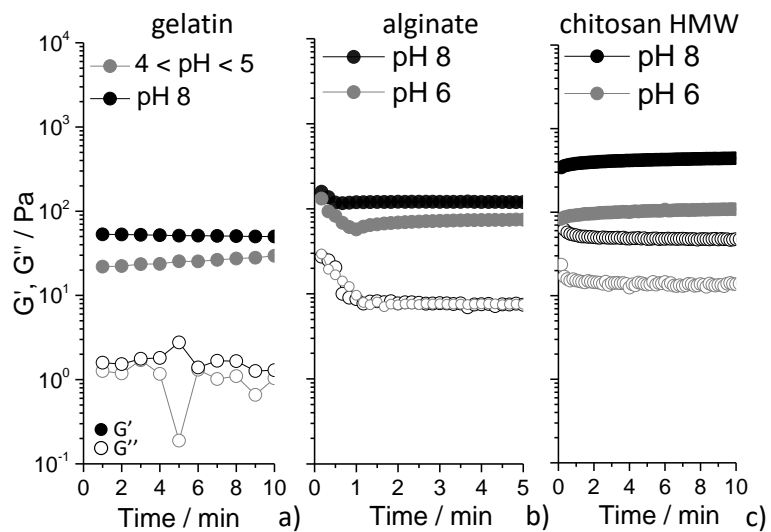 gelatin
alginate
chitosan HMW
4 < pH < 5
pH 8
pH 8
pH 6
pH 8
pH 6
G', G'' / Pa
10⁴
10³
10²
10¹
10⁰
10⁻¹
G'
G''
0 2 4 6 8 10
0 1 2 3 4 5
0 2 4 6 8 10
Time / min a)
Time / min b)
Time / min c)